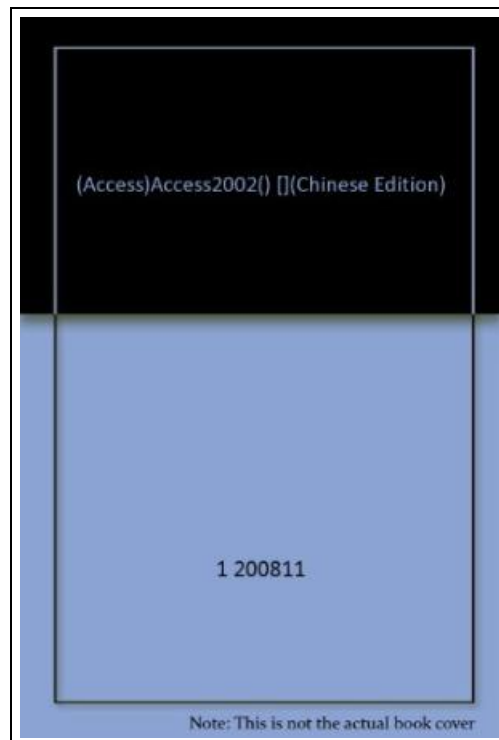 (Access)Access2002() [](Chinese Edition)
1 200811
Note: This is not the actual book cover